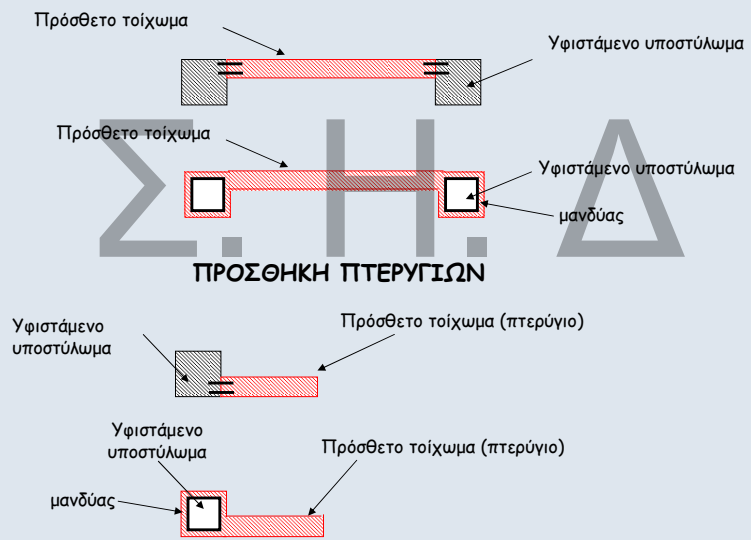 Πρόσθετο τοίχωμα
Υφιστάμενο υποστύλωμα
Πρόσθετο τοίχωμα
Υφιστάμενο υποστύλωμα
μανδύας
Σ. Η. Δ
ΠΡΟΣΘΗΚΗ ΠΤΕΡΥΓΙΩΝ
Υφιστάμενο
υποστύλωμα
Πρόσθετο τοίχωμα (πτερύγιο)
Υφιστάμενο
υποστύλωμα
Πρόσθετο τοίχωμα (πτερύγιο)
μανδύας